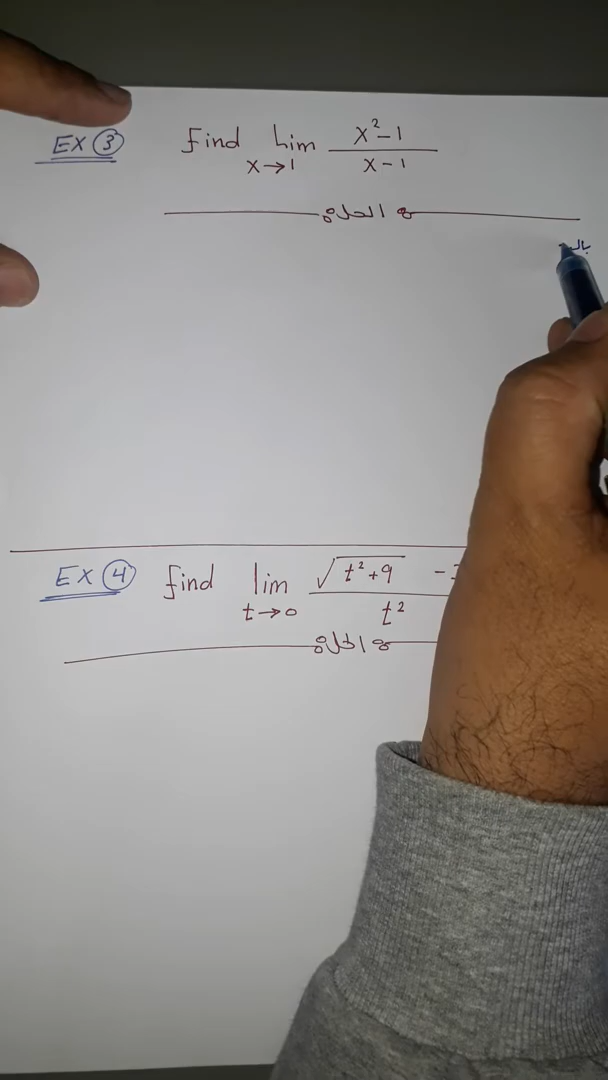 EX ③ Find Lim x²-1
x→1 x-1
الحل
EX ④ find lim √t²+9 -
t→0 t²
الحل